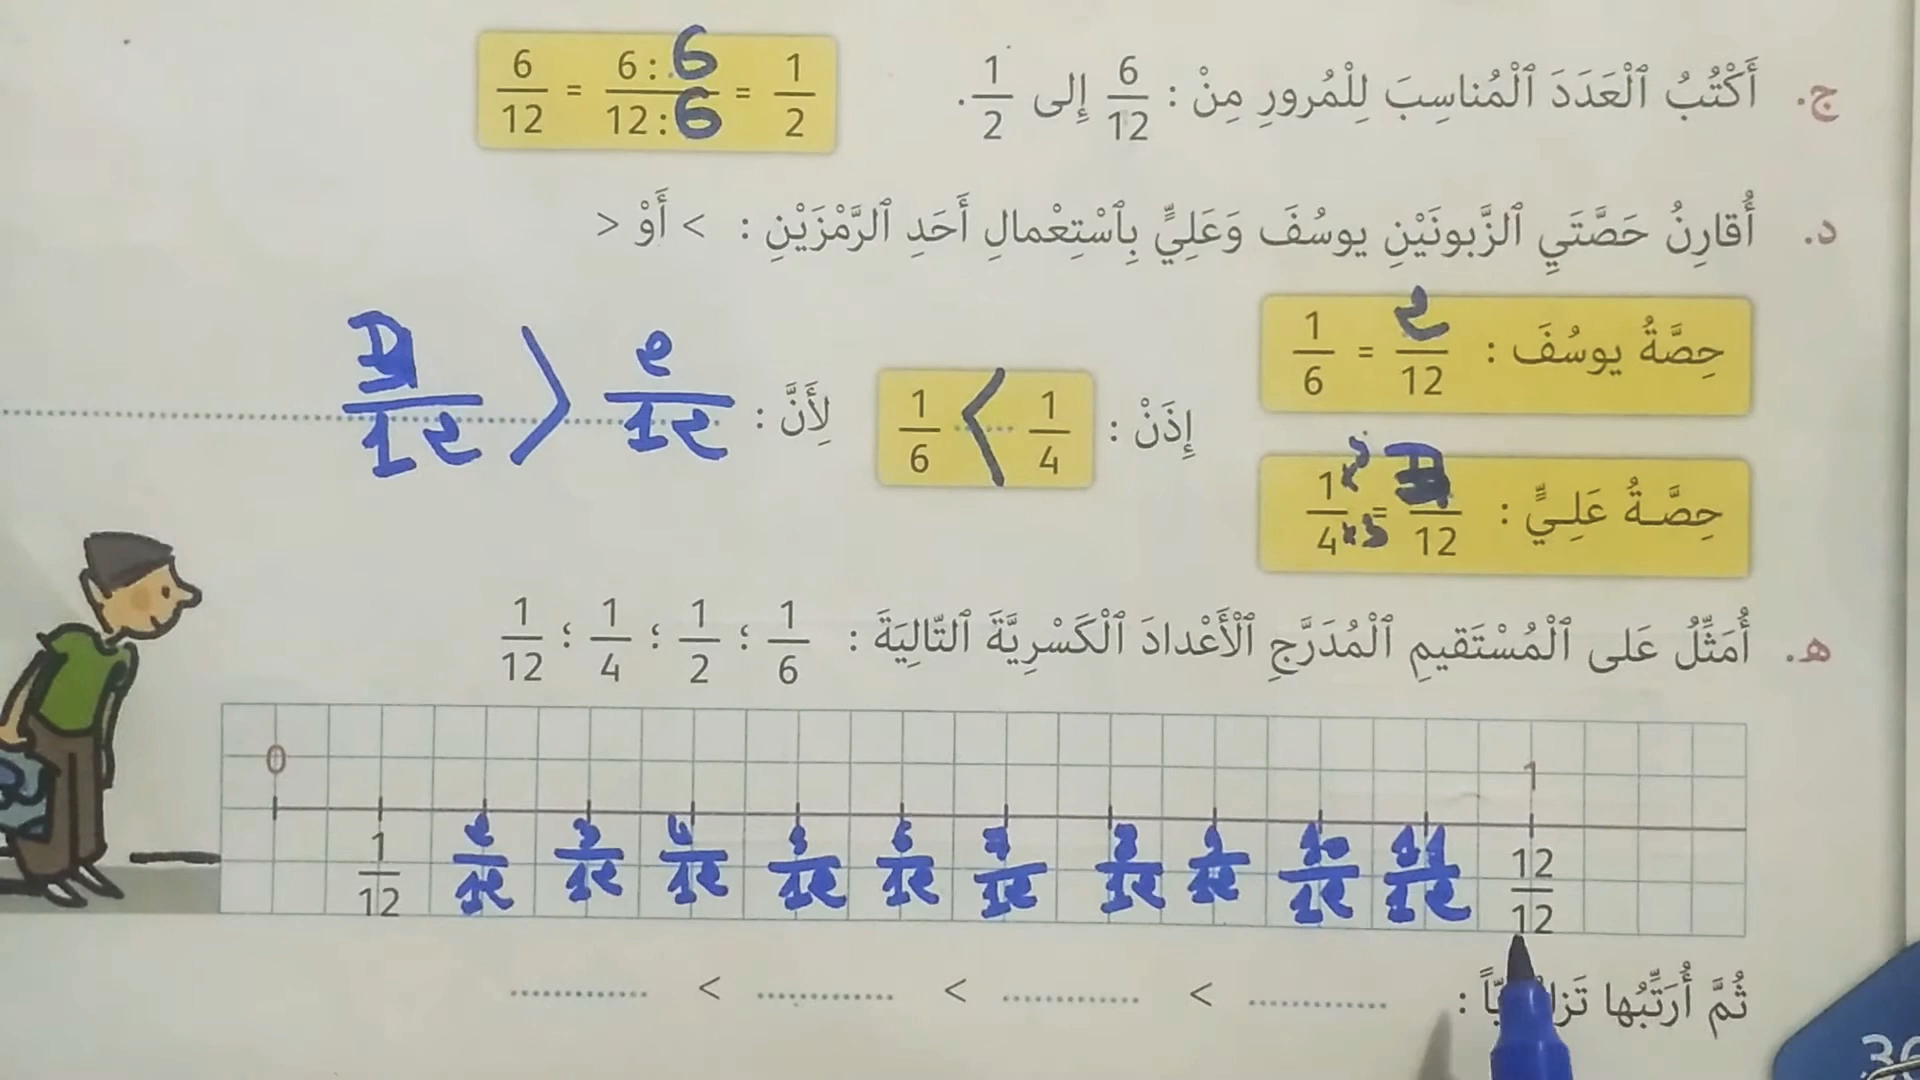 ج. أَكْتُبُ ٱلْعَدَدَ ٱلْمُناسِبَ لِلْمُرورِ مِنْ : 6/12 إِلى 1/2. 6/12 = 6:6/12:6 = 1/2
د. أُقارِنُ حَصَّتَيِ ٱلزَّبونَيْنِ يوسُفَ وَعَلِيٍّ بِٱسْتِعْمالِ أَحَدِ ٱلرَّمْزَيْنِ : > أَوْ <
حِصَّةُ يوسُفَ : 1/6 = 2/12
حِصَّةُ عَلِيٍّ : 1×3/4×3 = 3/12
إِذَنْ : 1/6 < 1/4
لِأَنَّ : 3/12 > 2/12
ه. أُمَثِّلُ عَلى ٱلْمُسْتَقيمِ ٱلْمُدَرَّجِ ٱلْأَعْدادَ ٱلْكَسْرِيَّةَ ٱلتّالِيَةَ : 1/6 ؛ 1/2 ؛ 1/4 ؛ 1/12
0 1
1/12 2/12 3/12 4/12 5/12 6/12 7/12 8/12 9/12 10/12 11/12 12/12
ثُمَّ أُرَتِّبُها : ............ < ............ < ............ < ............